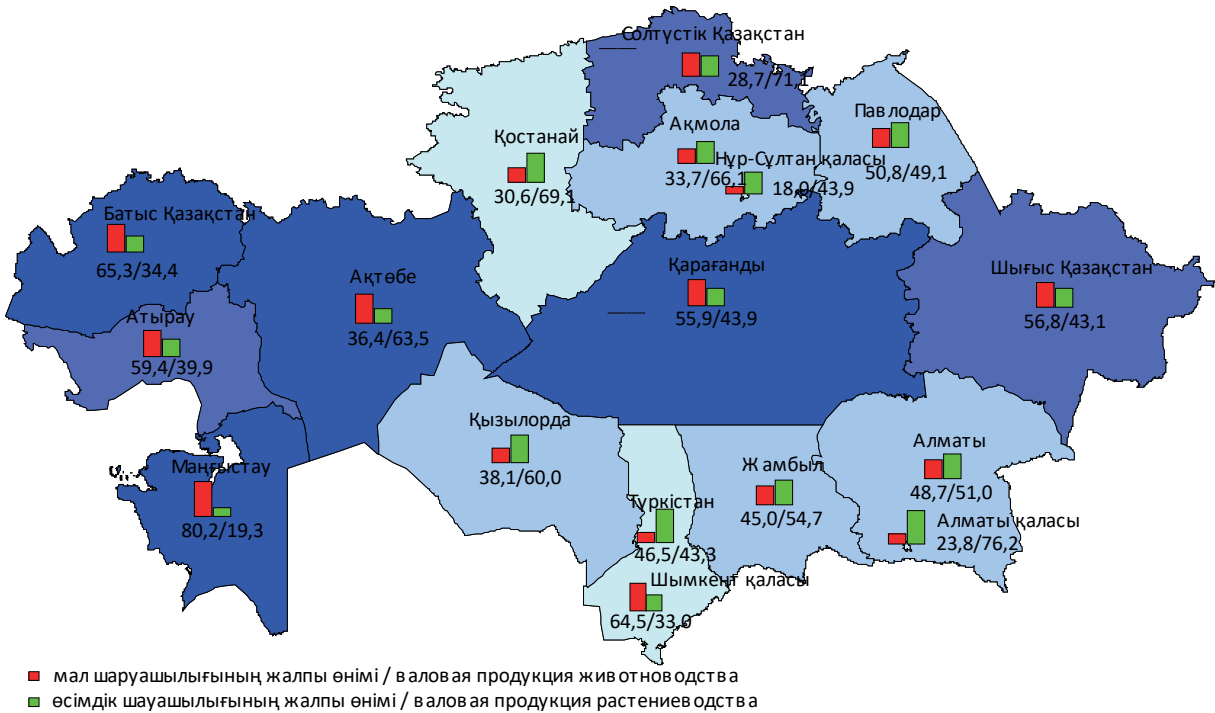 Солтүстік Қазақстан
28,7/71,1
Павлодар
50,8/49,1
Ақмола
33,7/66,1
Нұр-Сұлтан қаласы
18,0/43,9
Қостанай
30,6/69,1
Батыс Қазақстан
65,3/34,4
Ақтөбе
36,4/63,5
Қарағанды
55,9/43,9
Шығыс Қазақстан
56,8/43,1
Атырау
59,4/39,9
Қызылорда
38,1/60,0
Маңғыстау
80,2/19,3
Түркістан
46,5/43,3
Жамбыл
45,0/54,7
Алматы
48,7/51,0
Алматы қаласы
23,8/76,2
Шымкент қаласы
64,5/33,0
мал шаруашылығының жалпы өнімі / валовая продукция животноводства
өсімдік шауашылығының жалпы өнімі / валовая продукция растениеводства